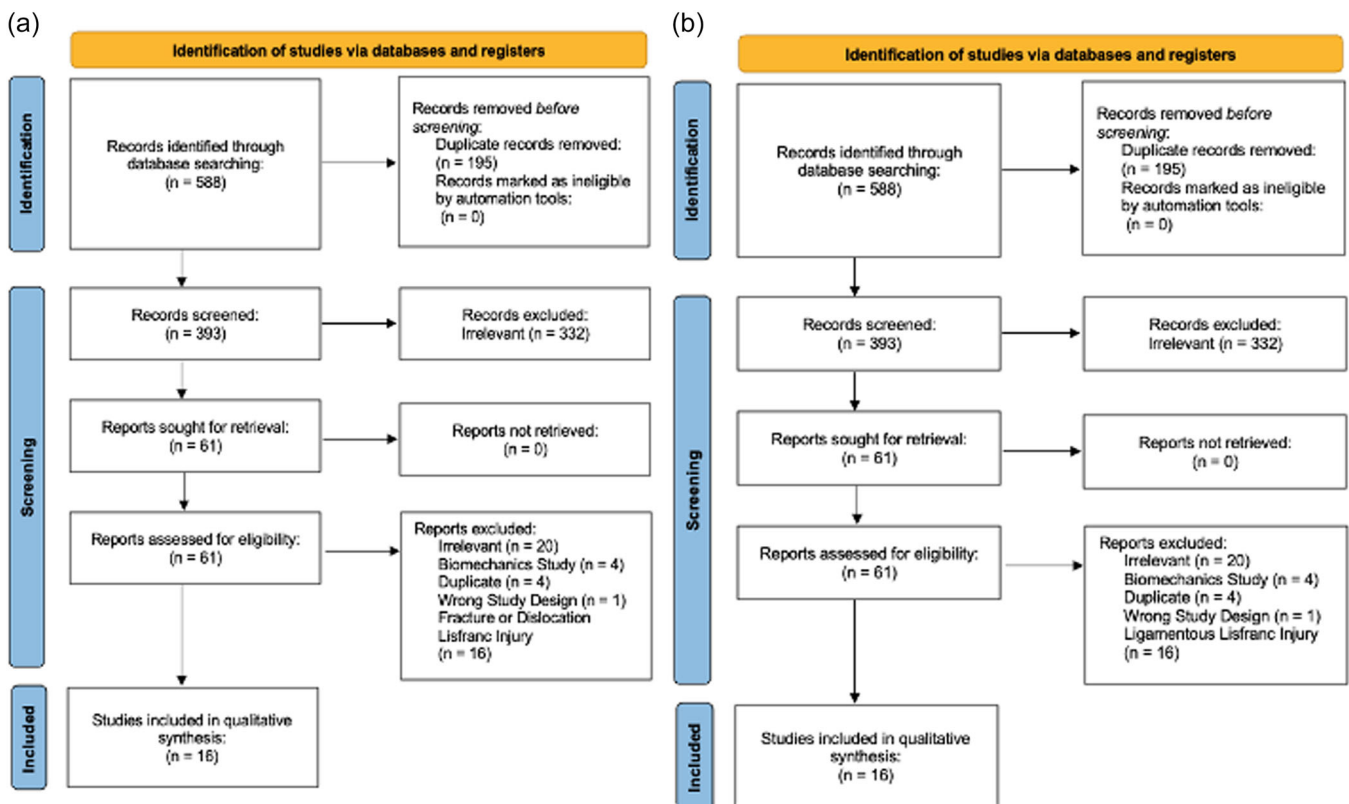 (a)
Identification of studies via databases and registers
Identification
Records identified through
database searching:
(n = 588)
Records removed before
screening:
Duplicate records removed:
(n = 195)
Records marked as ineligible
by automation tools:
(n = 0)
Screening
Records screened:
(n = 393)
Records excluded:
Irrelevant (n = 332)
Reports sought for retrieval:
(n = 61)
Reports not retrieved:
(n = 0)
Reports assessed for eligibility:
(n = 61)
Reports excluded:
Irrelevant (n = 20)
Biomechanics Study (n = 4)
Duplicate (n = 4)
Wrong Study Design (n = 1)
Fracture or Dislocation
Lisfranc Injury
(n = 16)
Included
Studies included in qualitative
synthesis:
(n = 16)
(b)
Identification of studies via databases and registers
Identification
Records identified through
database searching:
(n = 588)
Records removed before
screening:
Duplicate records removed:
(n = 195)
Records marked as ineligible
by automation tools:
(n = 0)
Screening
Records screened:
(n = 393)
Records excluded:
Irrelevant (n = 332)
Reports sought for retrieval:
(n = 61)
Reports not retrieved:
(n = 0)
Reports assessed for eligibility:
(n = 61)
Reports excluded:
Irrelevant (n = 20)
Biomechanics Study (n = 4)
Duplicate (n = 4)
Wrong Study Design (n = 1)
Ligamentous Lisfranc Injury
(n = 16)
Included
Studies included in qualitative
synthesis:
(n = 16)